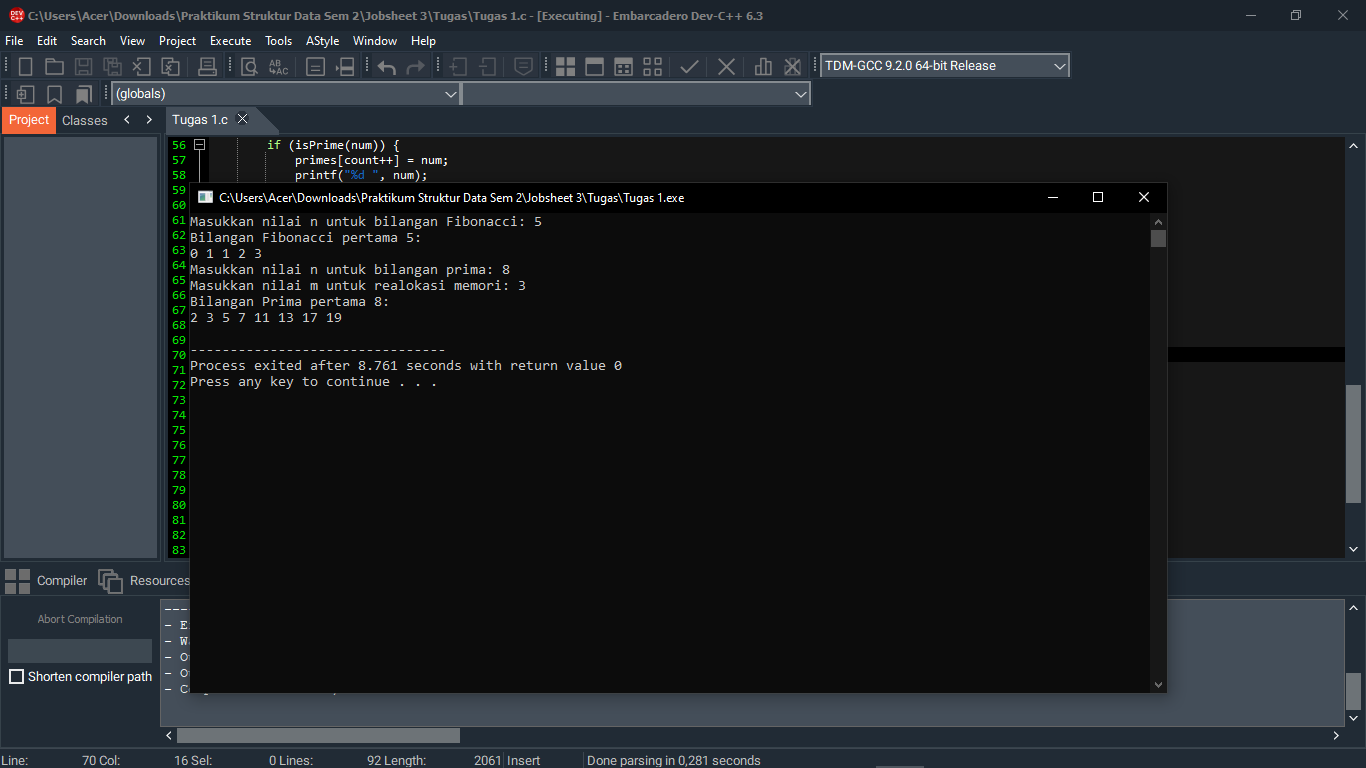 C:\Users\Acer\Downloads\Praktikum Struktur Data Sem 2\Jobsheet 3\Tugas\Tugas 1.c - [Executing] - Embarcadero Dev-C++ 6.3
File Edit Search View Project Execute Tools AStyle Window Help
TDM-GCC 9.2.0 64-bit Release
(globals)
Project Classes
Tugas 1.c
56 if (isPrime(num)) {
57 primes[count++] = num;
58 printf("%d ", num);
59
C:\Users\Acer\Downloads\Praktikum Struktur Data Sem 2\Jobsheet 3\Tugas\Tugas 1.exe
60
61
62
63
64
65
66
67
68
69
70
71
72
73
74
75
76
77
78
79
80
81
82
83
Masukkan nilai n untuk bilangan Fibonacci: 5
Bilangan Fibonacci pertama 5:
0 1 1 2 3
Masukkan nilai n untuk bilangan prima: 8
Masukkan nilai m untuk realokasi memori: 3
Bilangan Prima pertama 8:
2 3 5 7 11 13 17 19
--------------------------------
Process exited after 8.761 seconds with return value 0
Press any key to continue . . .
Compiler Resources
Abort Compilation
Shorten compiler path
---
- E
- W
- O
- O
- C
Line: 70 Col: 16 Sel: 0 Lines: 92 Length: 2061 Insert Done parsing in 0,281 seconds